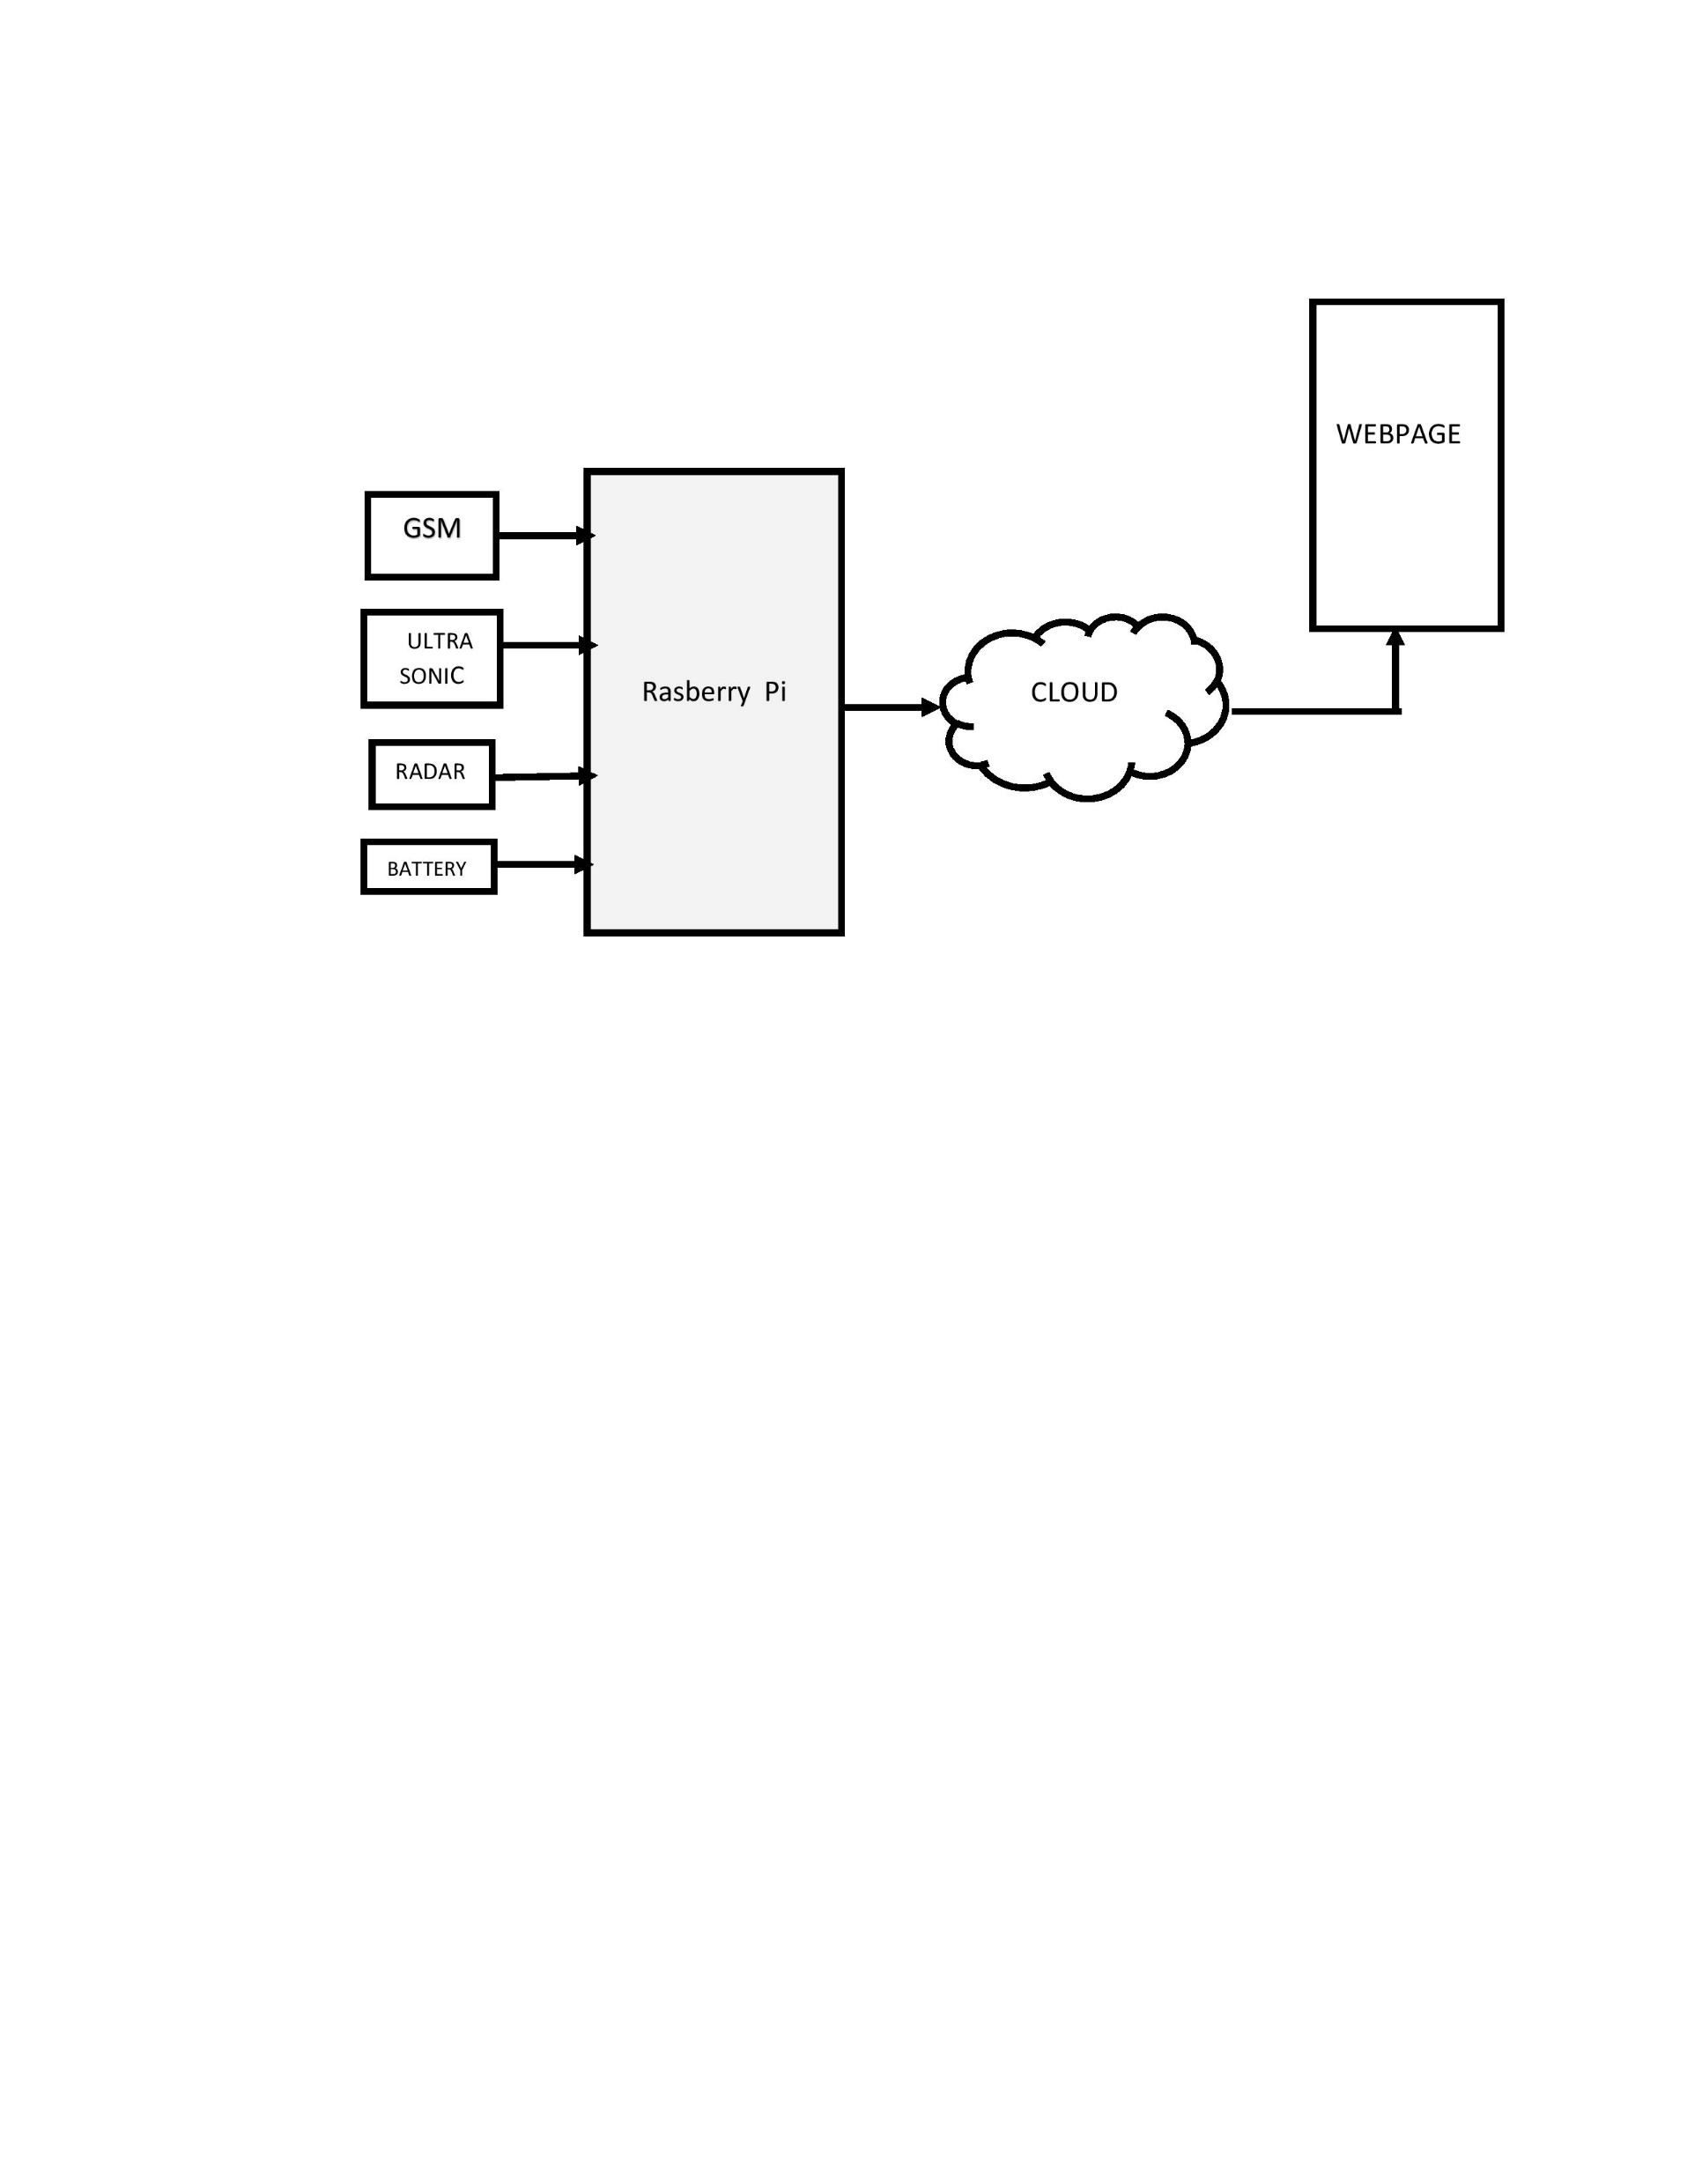 WEBPAGE
GSM
ULTRA
SONIC
Rasberry Pi
CLOUD
RADAR
BATTERY